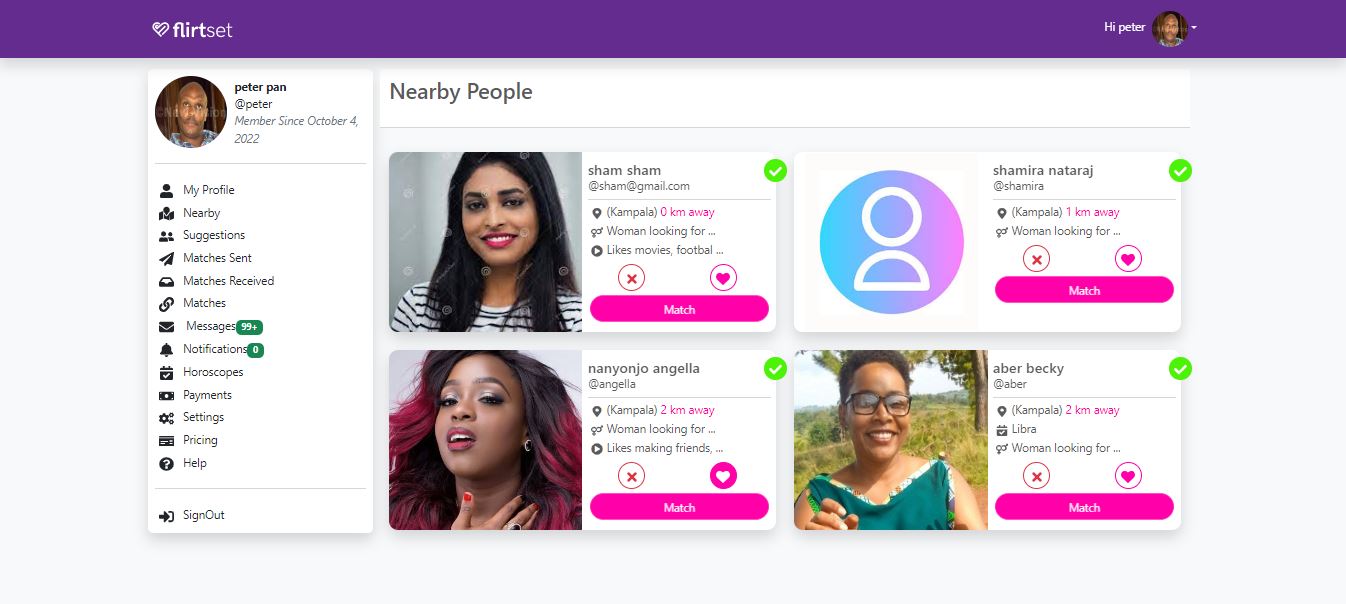 flirtset
Hi peter
peter pan
@peter
Member Since October 4,
2022
My Profile
Nearby
Suggestions
Matches Sent
Matches Received
Matches
Messages 99+
Notifications 0
Horoscopes
Payments
Settings
Pricing
Help
SignOut
Nearby People
sham sham
@sham@gmail.com
(Kampala) 0 km away
Woman looking for ...
Likes movies, footbal ...
Match
shamira nataraj
@shamira
(Kampala) 1 km away
Woman looking for ...
Match
nanyonjo angella
@angella
(Kampala) 2 km away
Woman looking for ...
Likes making friends, ...
Match
aber becky
@aber
(Kampala) 2 km away
Libra
Woman looking for ...
Match